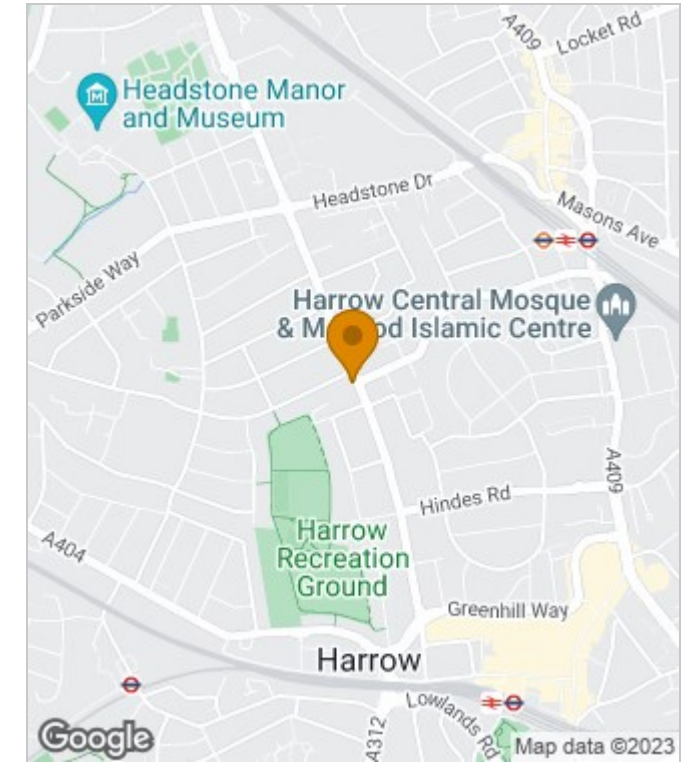 A409
Locket Rd
Headstone Manor
and Museum
Headstone Dr
Masons Ave
Parkside Way
Harrow Central Mosque
& M od Islamic Centre
Hindes Rd
A409
A404
Harrow
Recreation
Ground
Greenhill Way
Harrow
Lowlands Rd
A312
Google
Map data ©2023